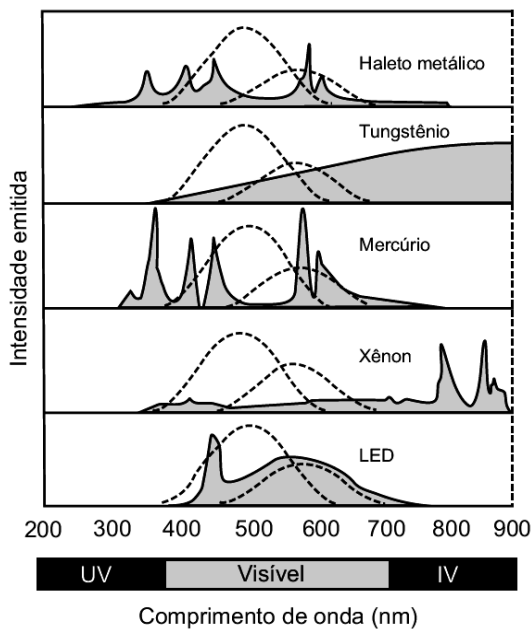 Intensidade emitida
Haleto metálico
Tungstênio
Mercúrio
Xênon
LED
200 300 400 500 600 700 800 900
UV Visível IV
Comprimento de onda (nm)